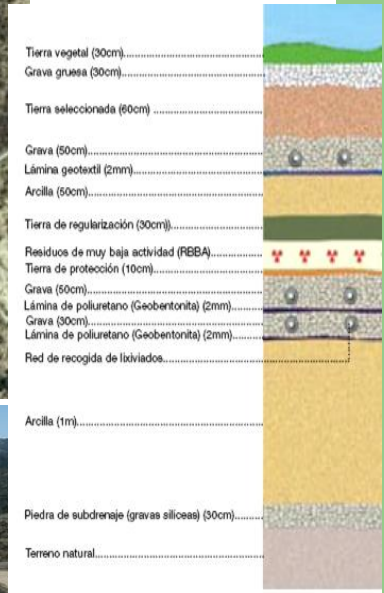 Tierra vegetal (30cm)
Grava gruesa (30cm)
Tierra seleccionada (60cm)
Grava (50cm)
Lámina geotextil (2mm)
Arcilla (50cm)
Tierra de regularización (30cm))
Residuos de muy baja actividad (RBBA)
Tierra de protección (10cm)
Grava (50cm)
Lámina de poliuretano (Geobentonita) (2mm)
Grava (30cm)
Lámina de poliuretano (Geobentonita) (2mm)
Red de recogida de lixiviados
Arcilla (1m)
Piedra de subdrenaje (gravas silíceas) (30cm)
Terreno natural